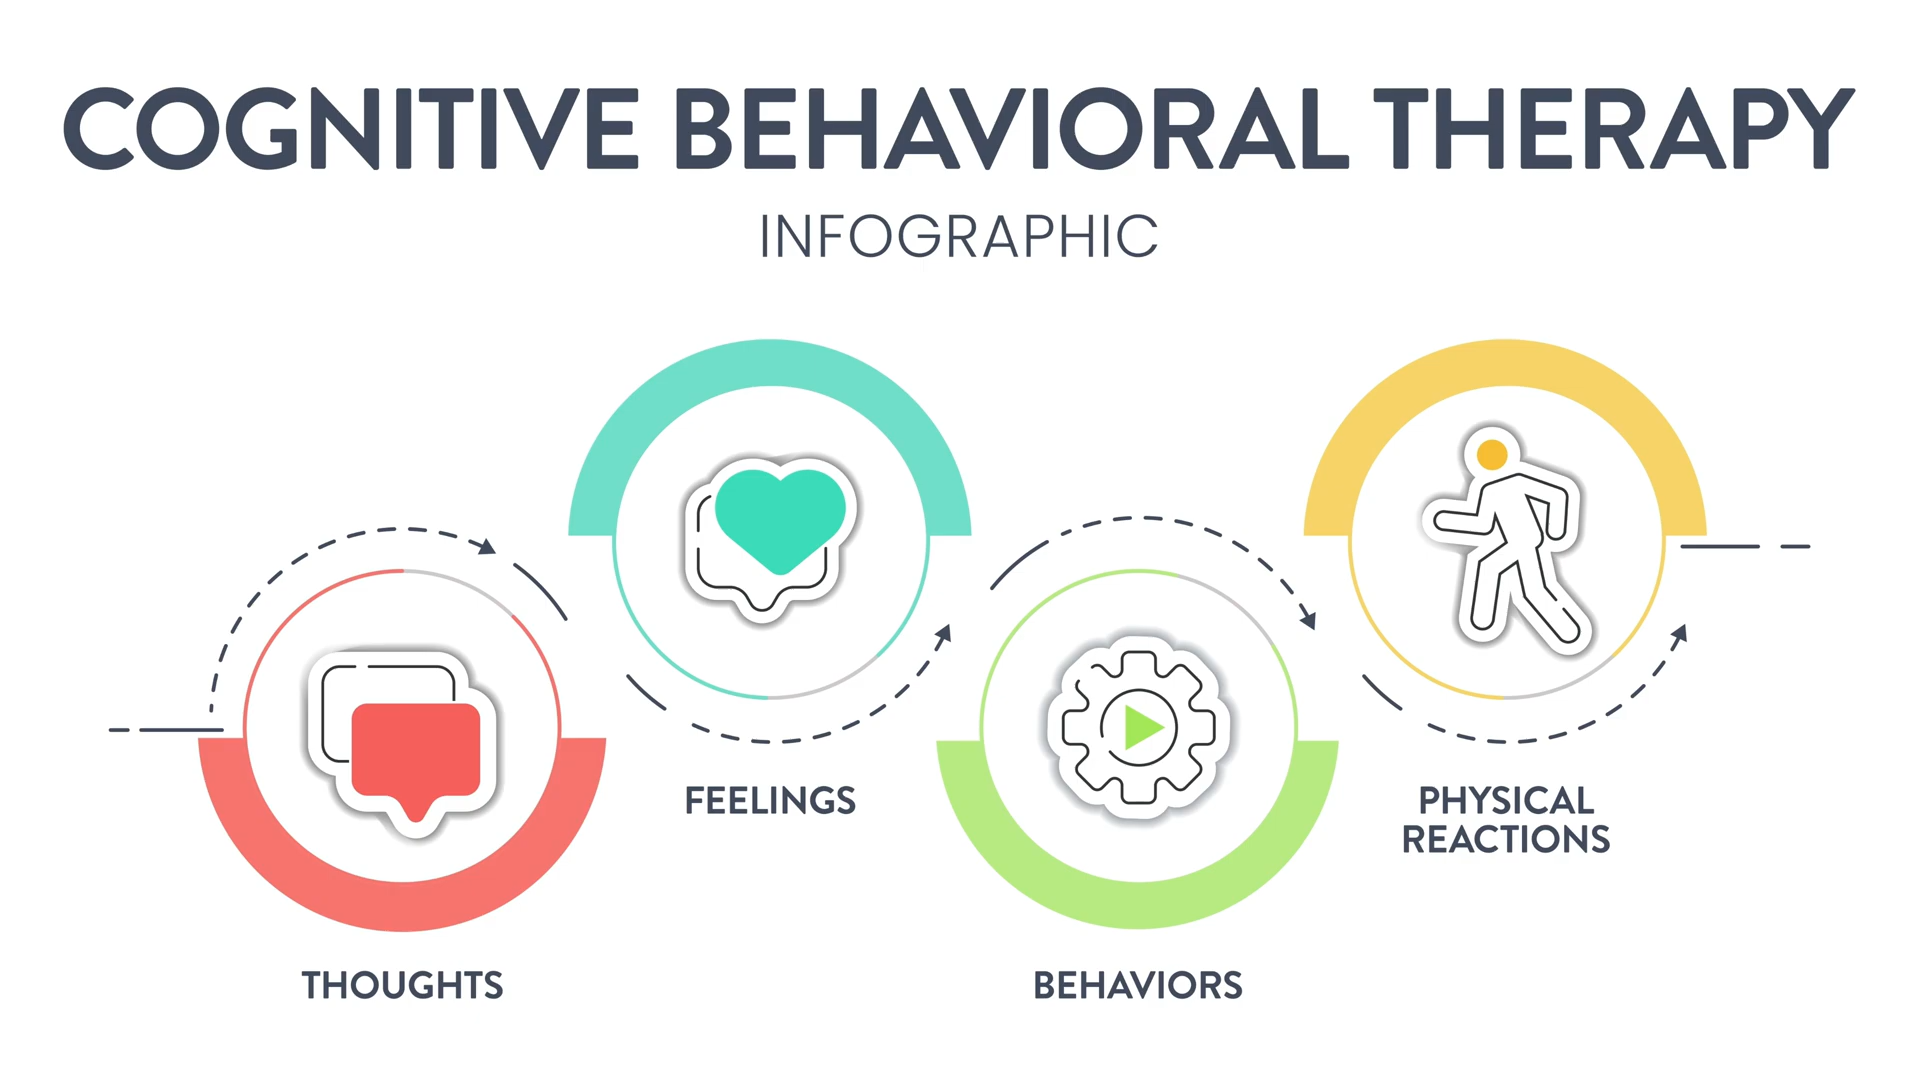 COGNITIVE BEHAVIORAL THERAPY
INFOGRAPHIC
THOUGHTS
FEELINGS
BEHAVIORS
PHYSICAL
REACTIONS